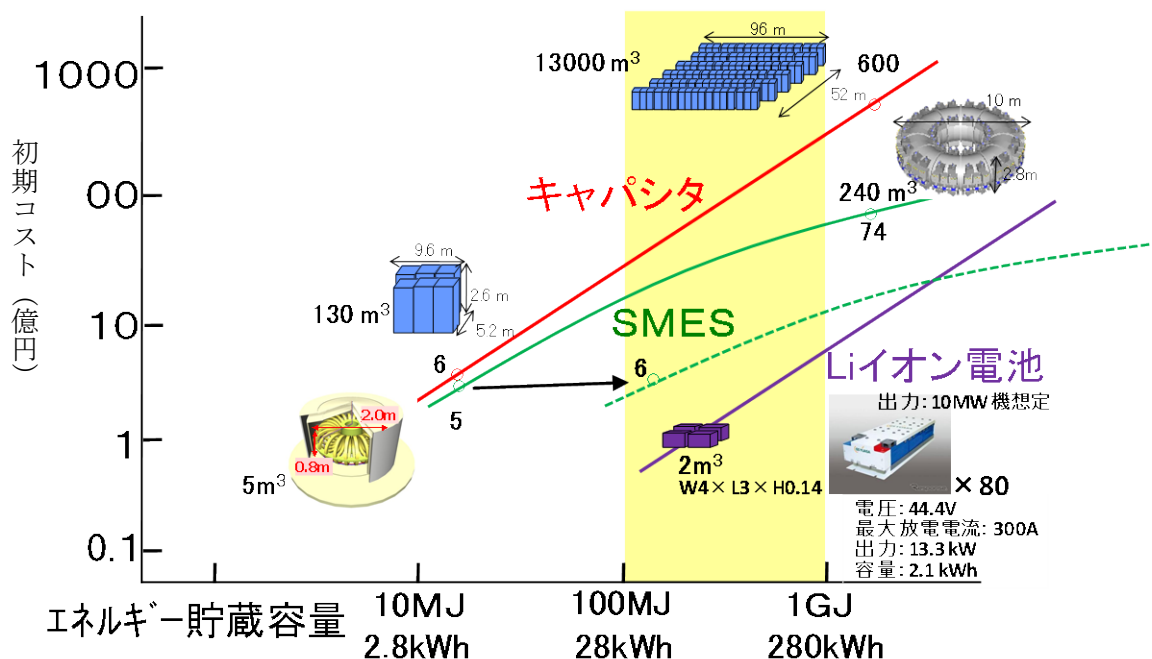 96 m
13000 m³
600
52 m
10 m
2.8m
1000
初期コスト（億円）
00
キャパシタ
240 m³
74
9.6 m
2.6 m
5.2 m
130 m³
10
SMES
6
6
Liイオン電池
出力：10MW 機想定
5
2.0m
0.8m
1
5m³
2m³
W4× L3× H0.14
× 80
電圧：44.4V
最大放電電流：300A
出力：13.3 kW
容量：2.1 kWh
0.1
エネルギー貯蔵容量
10MJ
100MJ
1GJ
2.8kWh
28kWh
280kWh